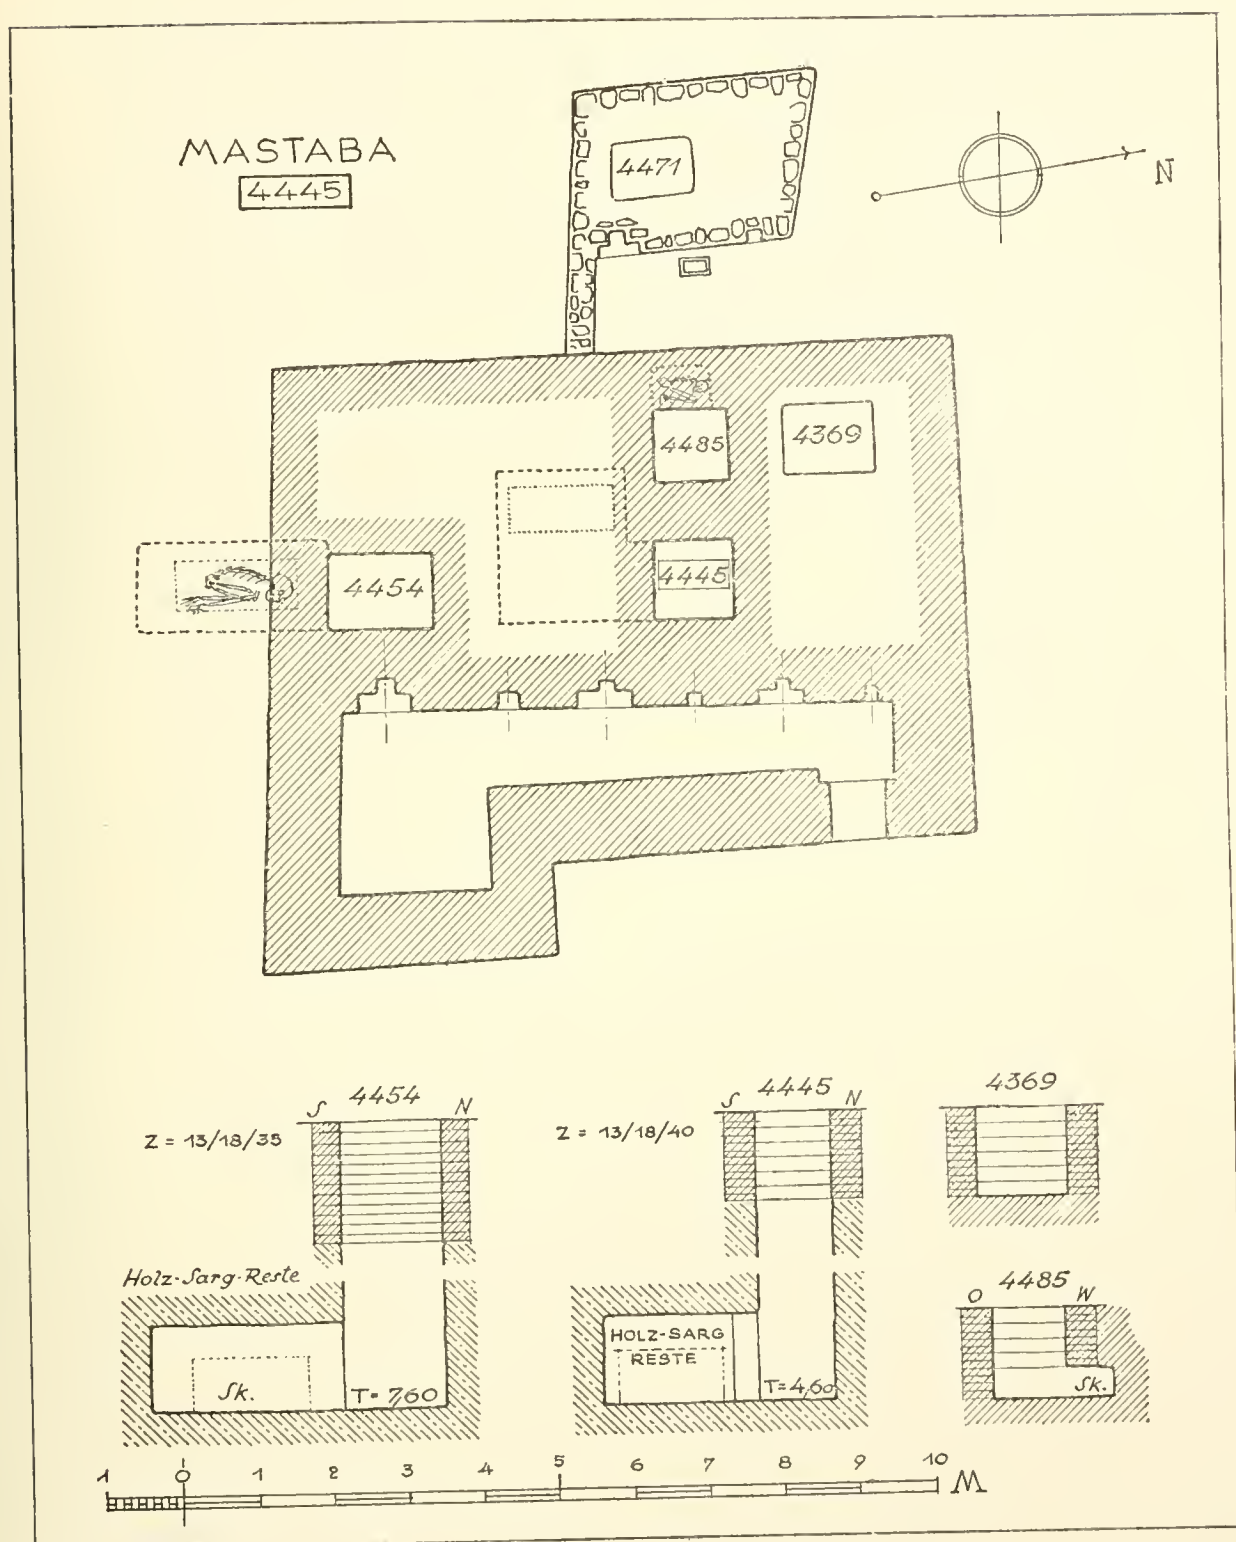 MASTABA
4445
4471
N
4485
4369
4454
4445
S 4454 N
Z = 13/18/35
Holz-Sarg-Reste
Sk.
T= 7,60
S 4445 N
Z = 13/18/40
HOLZ-SARG
RESTE
T= 4,60
4369
O 4485 W
Sk.
1 0 1 2 3 4 5 6 7 8 9 10 M